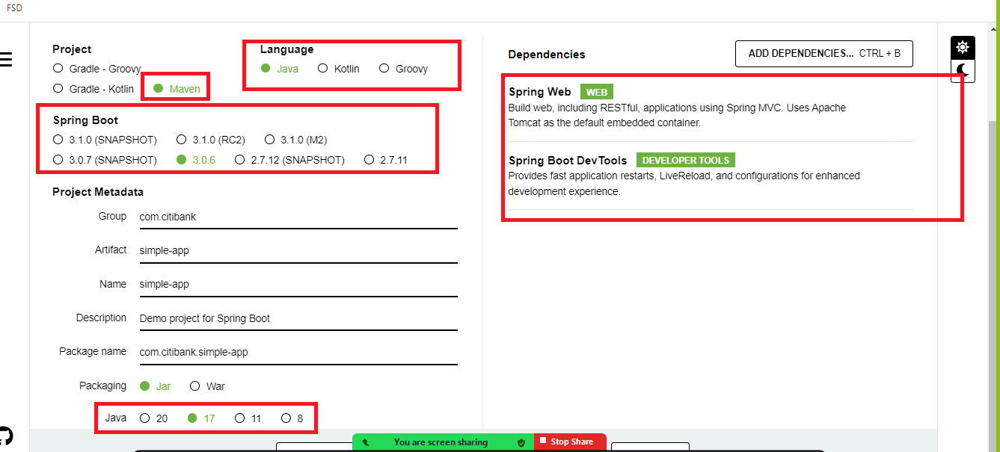 FSD
Project
Gradle - Groovy
Gradle - Kotlin Maven
Language
Java Kotlin Groovy
Spring Boot
3.1.0 (SNAPSHOT) 3.1.0 (RC2) 3.1.0 (M2)
3.0.7 (SNAPSHOT) 3.0.6 2.7.12 (SNAPSHOT) 2.7.11
Project Metadata
Group com.citibank
Artifact simple-app
Name simple-app
Description Demo project for Spring Boot
Package name com.citibank.simple-app
Packaging Jar War
Java 20 17 11 8
Dependencies
ADD DEPENDENCIES... CTRL + B
Spring Web WEB
Build web, including RESTful, applications using Spring MVC. Uses Apache
Tomcat as the default embedded container.
Spring Boot DevTools DEVELOPER TOOLS
Provides fast application restarts, LiveReload, and configurations for enhanced
development experience.
You are screen sharing Stop Share